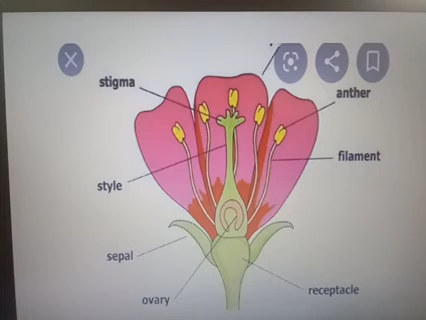 stigma
anther
filament
style
sepal
ovary
receptacle